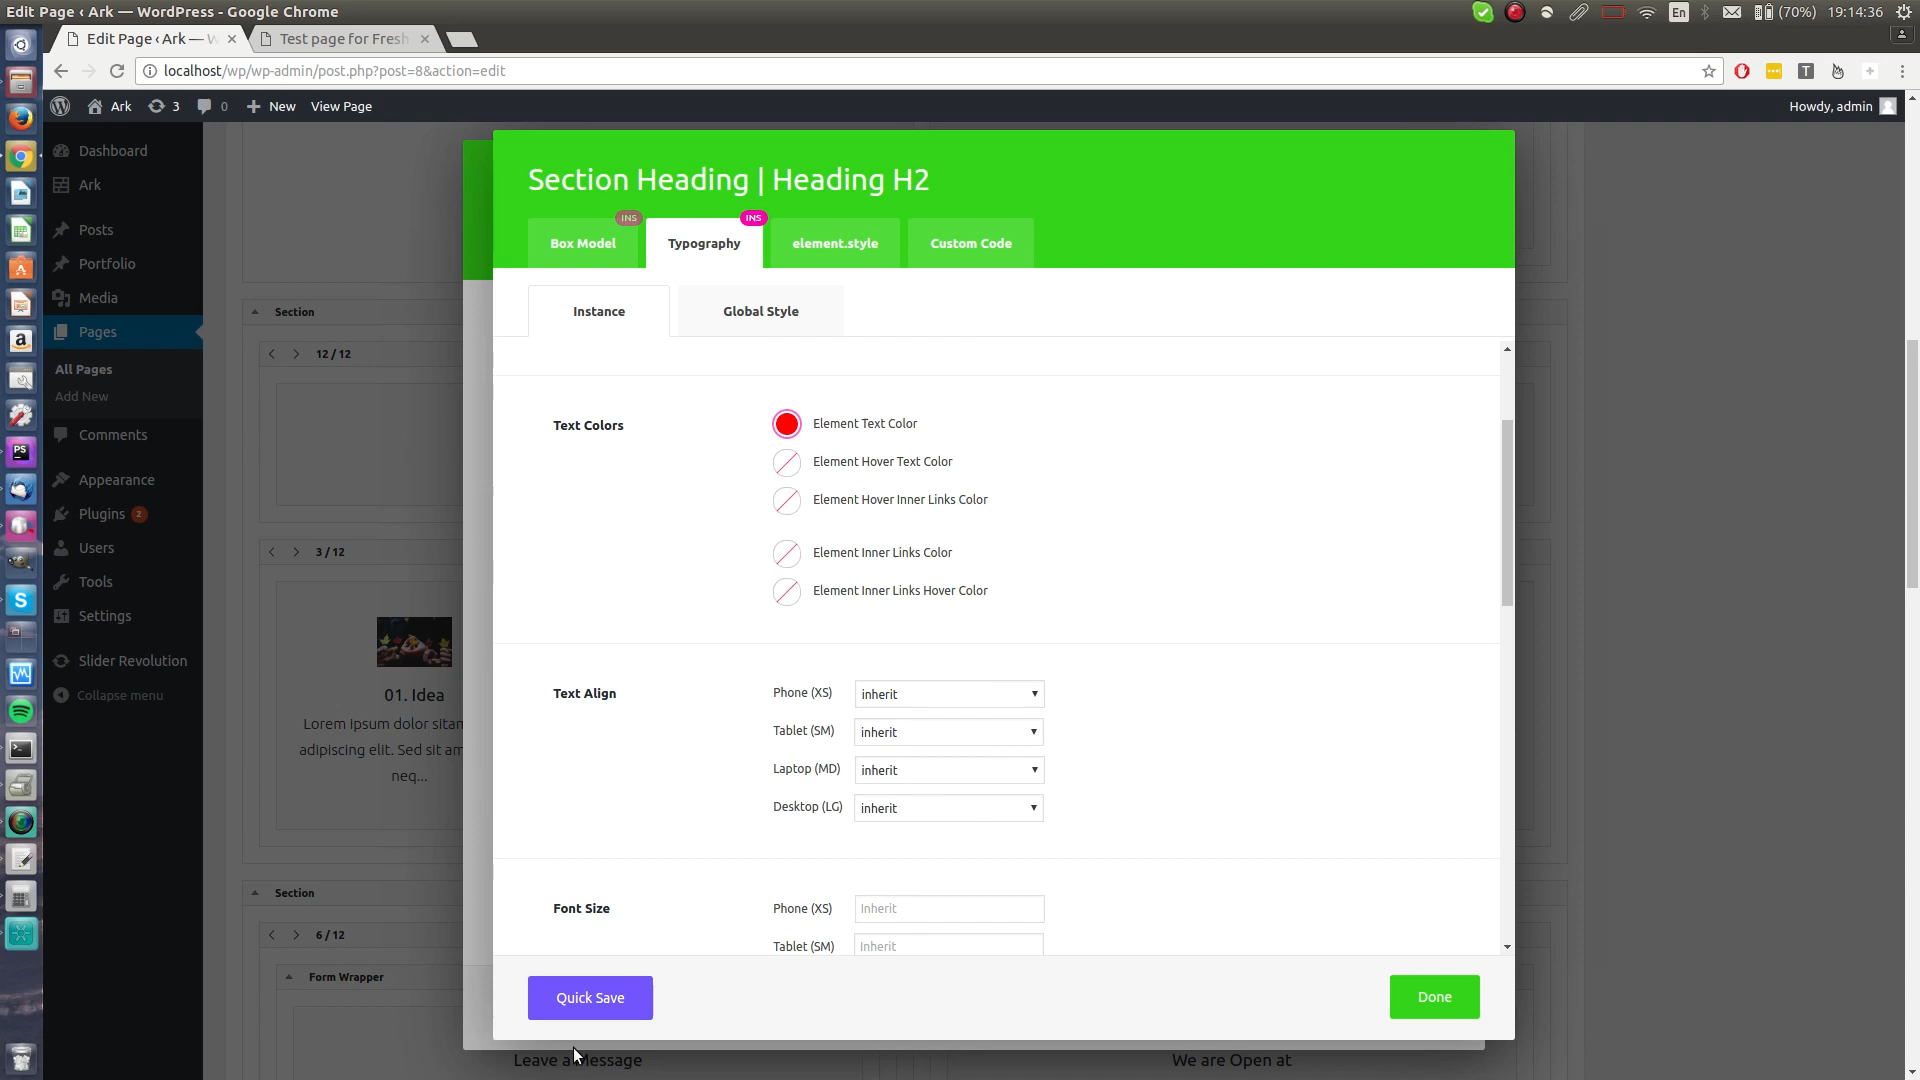 Edit Page ‹ Ark — WordPress - Google Chrome
En
(70%)
19:14:36
Edit Page ‹ Ark — W
Test page for Fresh
localhost/wp/wp-admin/post.php?post=8&action=edit
T
Ark
3
0
New
View Page
Howdy, admin
Dashboard
Ark
Posts
Portfolio
Media
Pages
All Pages
Add New
Comments
Appearance
Plugins 2
Users
Tools
Settings
Slider Revolution
Collapse menu
PS
S
a
Section
12 / 12
3 / 12
01. Idea
Lorem ipsum dolor sitam
adipiscing elit. Sed sit am
neq...
Section
6 / 12
Form Wrapper
Leave a Message
We are Open at
Section Heading | Heading H2
INS
INS
Box Model
Typography
element.style
Custom Code
Instance
Global Style
Text Colors
Element Text Color
Element Hover Text Color
Element Hover Inner Links Color
Element Inner Links Color
Element Inner Links Hover Color
Text Align
Phone (XS)
inherit
Tablet (SM)
inherit
Laptop (MD)
inherit
Desktop (LG)
inherit
Font Size
Phone (XS)
Inherit
Tablet (SM)
Inherit
Quick Save
Done